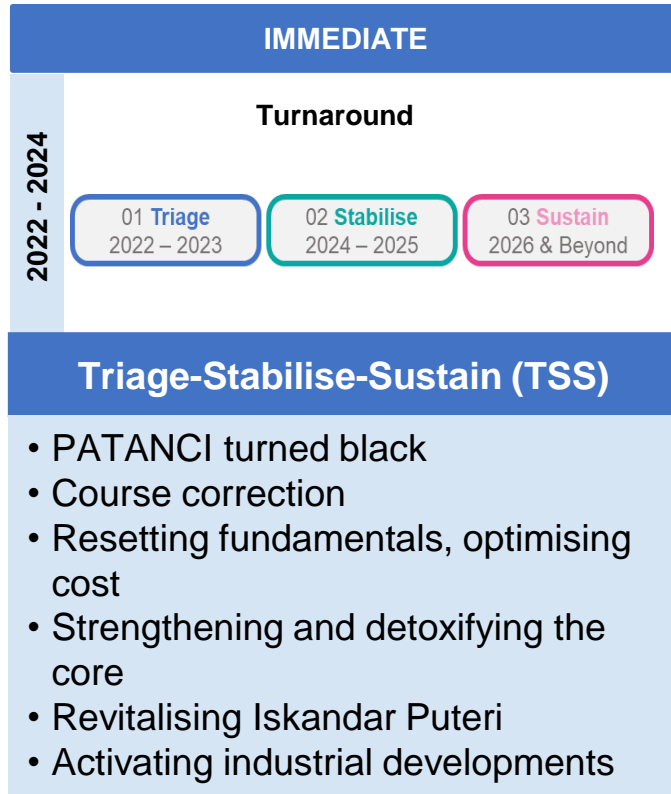 IMMEDIATE
2022 - 2024
Turnaround
01 Triage
2022 – 2023
02 Stabilise
2024 – 2025
03 Sustain
2026 & Beyond
Triage-Stabilise-Sustain (TSS)
• PATANCI turned black
• Course correction
• Resetting fundamentals, optimising
cost
• Strengthening and detoxifying the
core
• Revitalising Iskandar Puteri
• Activating industrial developments